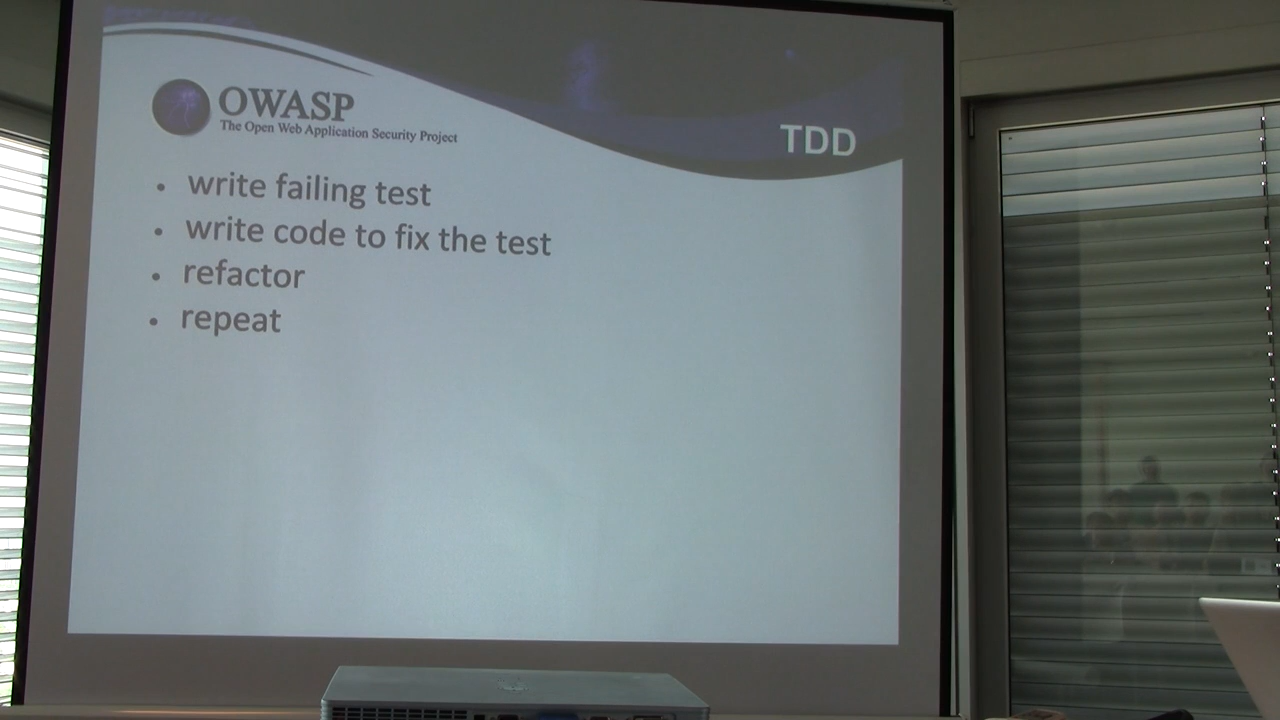 OWASP
The Open Web Application Security Project
TDD
• write failing test
• write code to fix the test
• refactor
• repeat